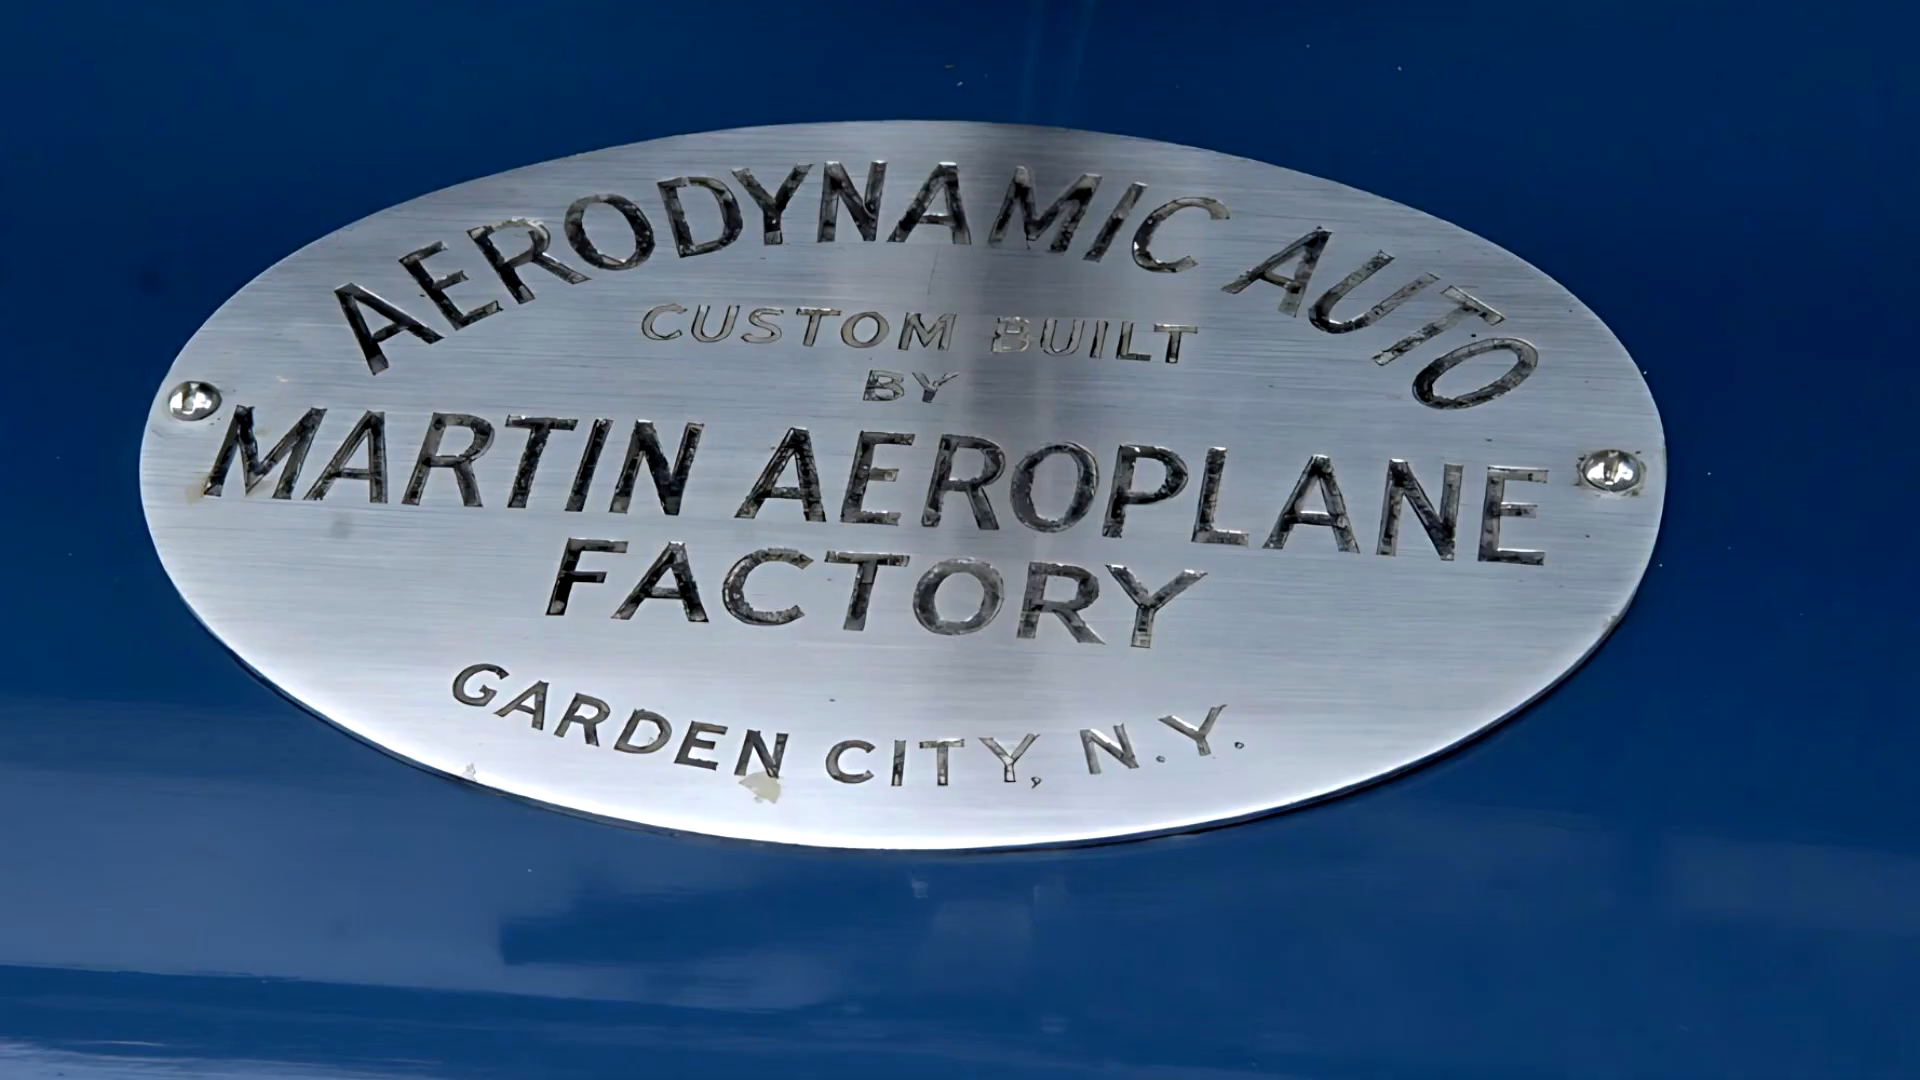 AERODYNAMIC AUTO
CUSTOM BUILT
BY
MARTIN AEROPLANE
FACTORY
GARDEN CITY, N.Y.